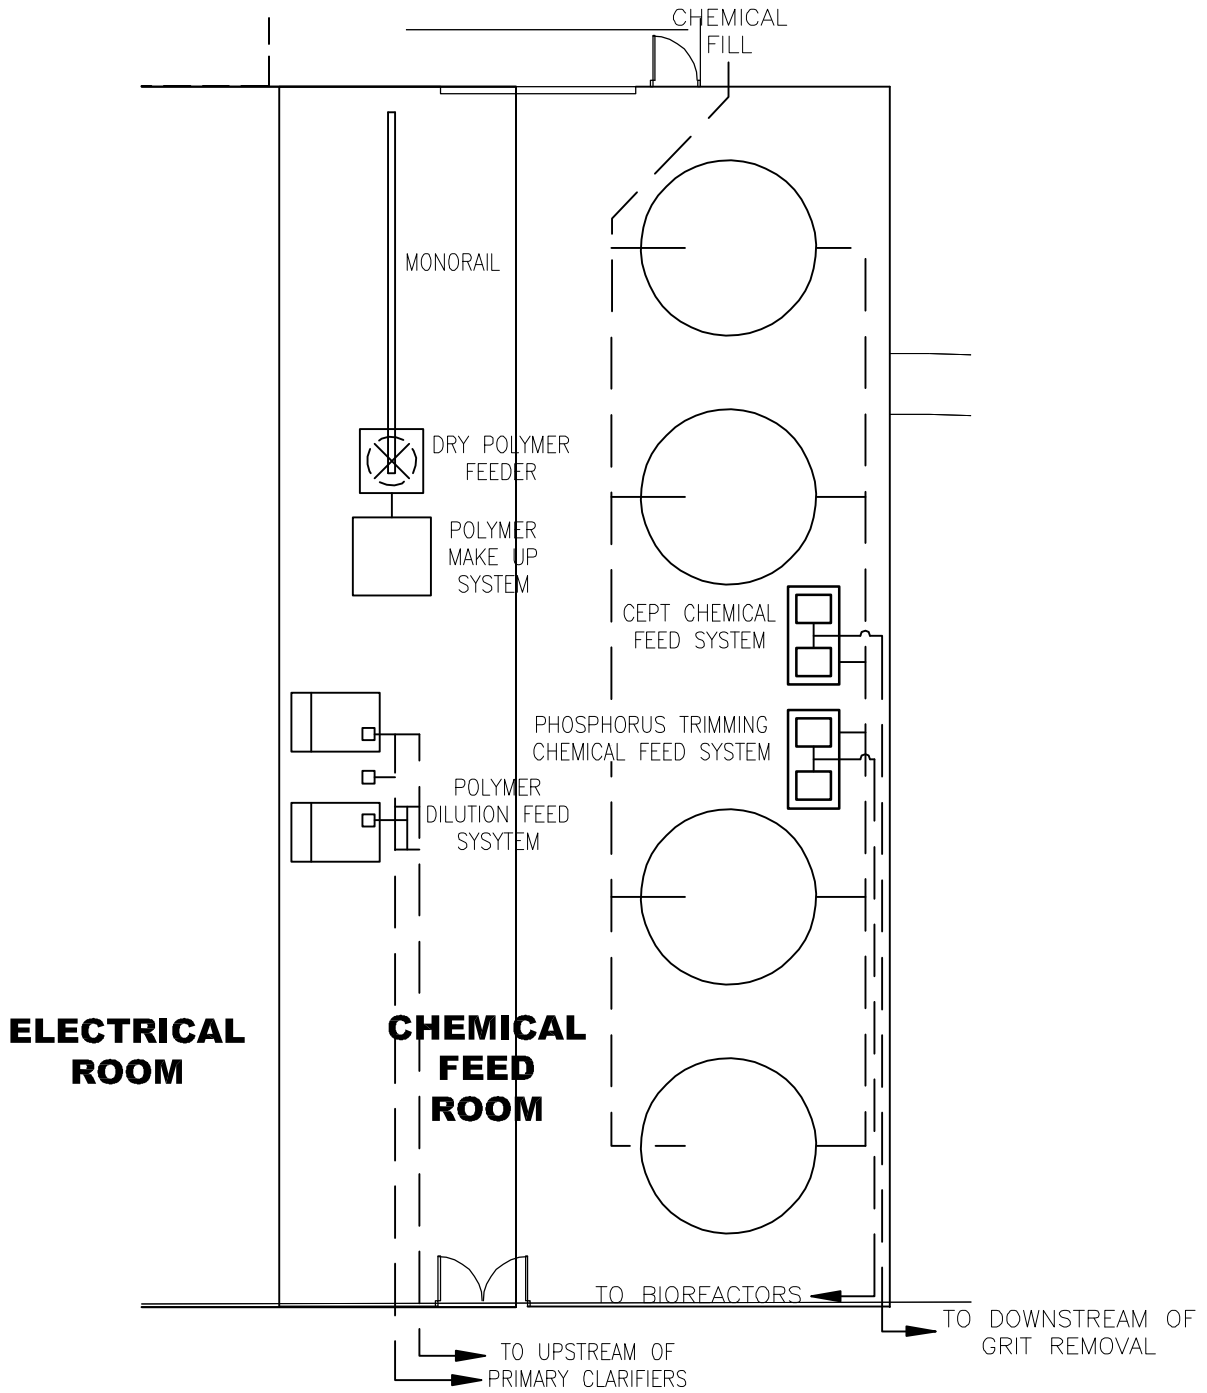 CHEMICAL
FILL
MONORAIL
DRY POLYMER
FEEDER
POLYMER
MAKE UP
SYSTEM
CEPT CHEMICAL
FEED SYSTEM
PHOSPHORUS TRIMMING
CHEMICAL FEED SYSTEM
POLYMER
DILUTION FEED
SYSYTEM
ELECTRICAL
ROOM
CHEMICAL
FEED
ROOM
TO BIOREACTORS
TO DOWNSTREAM OF
GRIT REMOVAL
TO UPSTREAM OF
PRIMARY CLARIFIERS